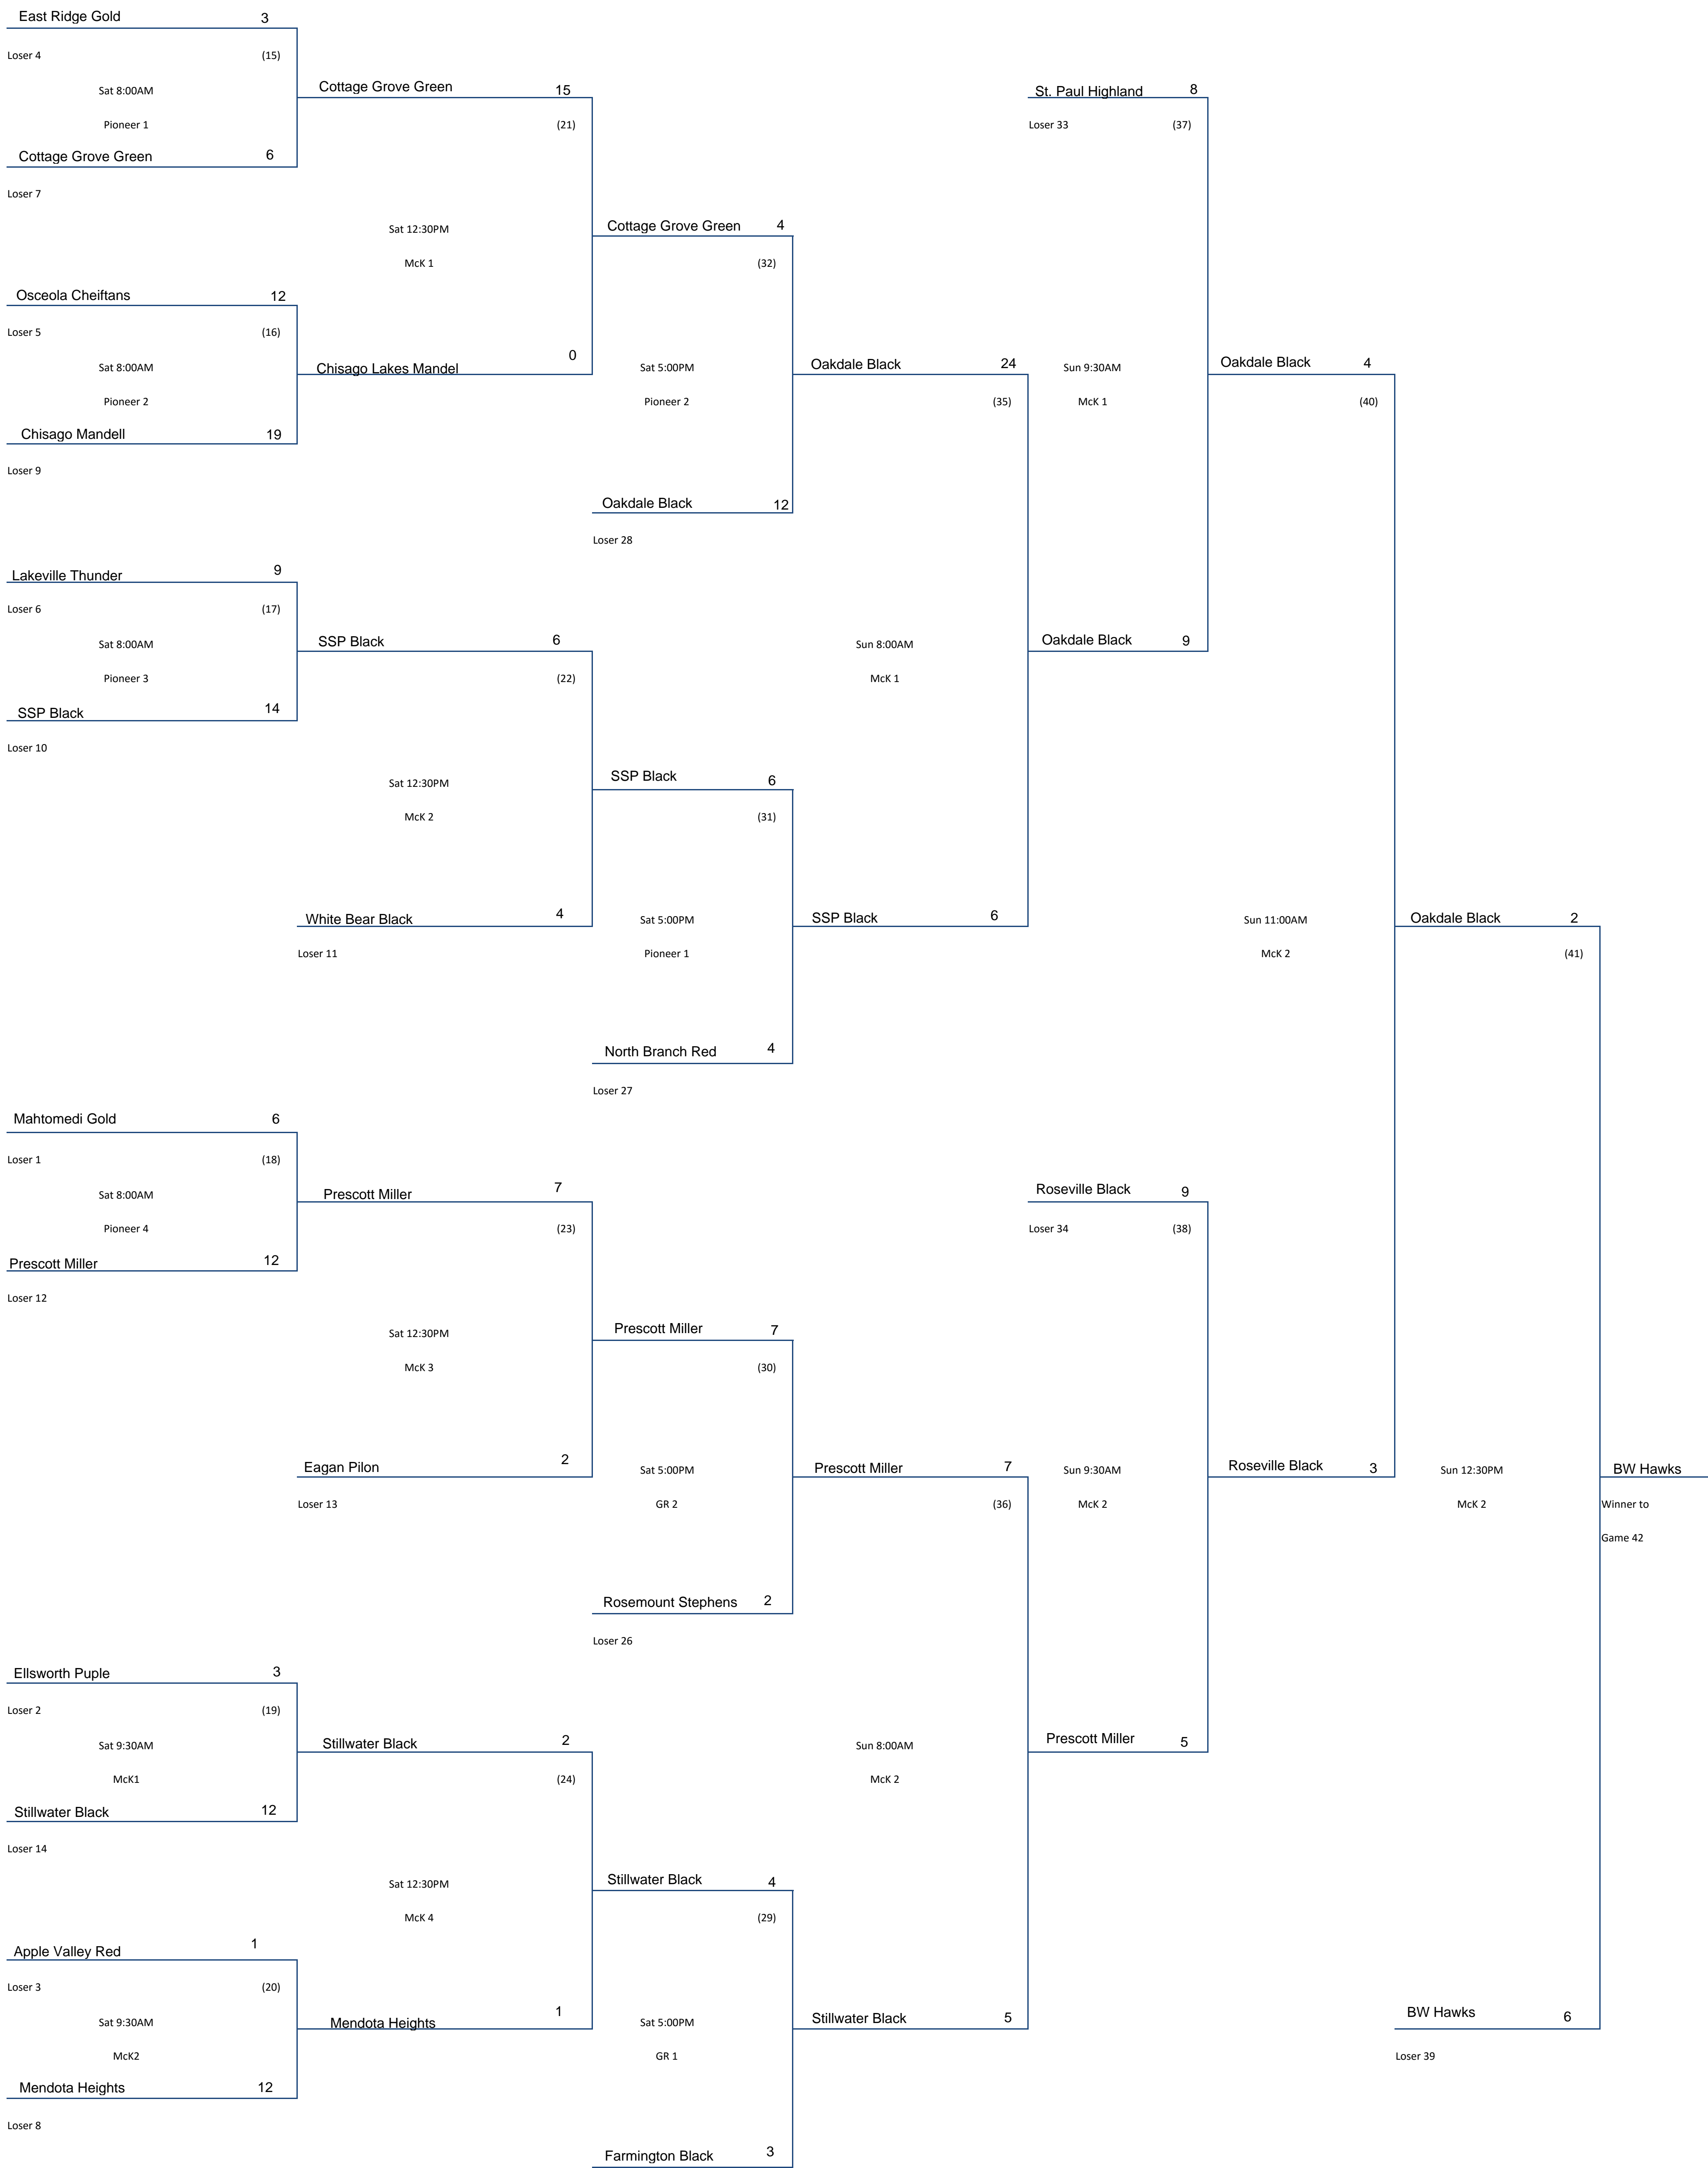 East Ridge Gold 3
Loser 4 (15)
Sat 8:00AM
Pioneer 1
Cottage Grove Green 6
Loser 7
Cottage Grove Green 15
(21)
Sat 12:30PM
McK 1
Osceola Cheiftans 12
Loser 5 (16)
Sat 8:00AM
Pioneer 2
Chisago Mandell 19
Loser 9
Chisago Lakes Mandel 0
Cottage Grove Green 4
(32)
Sat 5:00PM
Pioneer 2
Oakdale Black 12
Loser 28
Lakeville Thunder 9
Loser 6 (17)
Sat 8:00AM
Pioneer 3
SSP Black 14
Loser 10
SSP Black 6
(22)
Sat 12:30PM
McK 2
White Bear Black 4
Loser 11
SSP Black 6
(31)
Sat 5:00PM
Pioneer 1
North Branch Red 4
Loser 27
Oakdale Black 24
(35)
Sun 8:00AM
McK 1
SSP Black 6
St. Paul Highland 8
Loser 33 (37)
Sun 9:30AM
McK 1
Oakdale Black 9
Oakdale Black 4
(40)
Sun 11:00AM
McK 2
Mahtomedi Gold 6
Loser 1 (18)
Sat 8:00AM
Pioneer 4
Prescott Miller 12
Loser 12
Prescott Miller 7
(23)
Sat 12:30PM
McK 3
Eagan Pilon 2
Loser 13
Prescott Miller 7
(30)
Sat 5:00PM
GR 2
Rosemount Stephens 2
Loser 26
Ellsworth Puple 3
Loser 2 (19)
Sat 9:30AM
McK1
Stillwater Black 12
Loser 14
Stillwater Black 2
(24)
Sat 12:30PM
McK 4
Apple Valley Red 1
Loser 3 (20)
Sat 9:30AM
McK2
Mendota Heights 12
Loser 8
Mendota Heights 1
Stillwater Black 4
(29)
Sat 5:00PM
GR 1
Farmington Black 3
Prescott Miller 7
(36)
Sun 8:00AM
McK 2
Stillwater Black 5
Roseville Black 9
Loser 34 (38)
Sun 9:30AM
McK 2
Prescott Miller 5
Roseville Black 3
Oakdale Black 2
(41)
Sun 12:30PM
McK 2
BW Hawks 6
Loser 39
BW Hawks
Winner to
Game 42